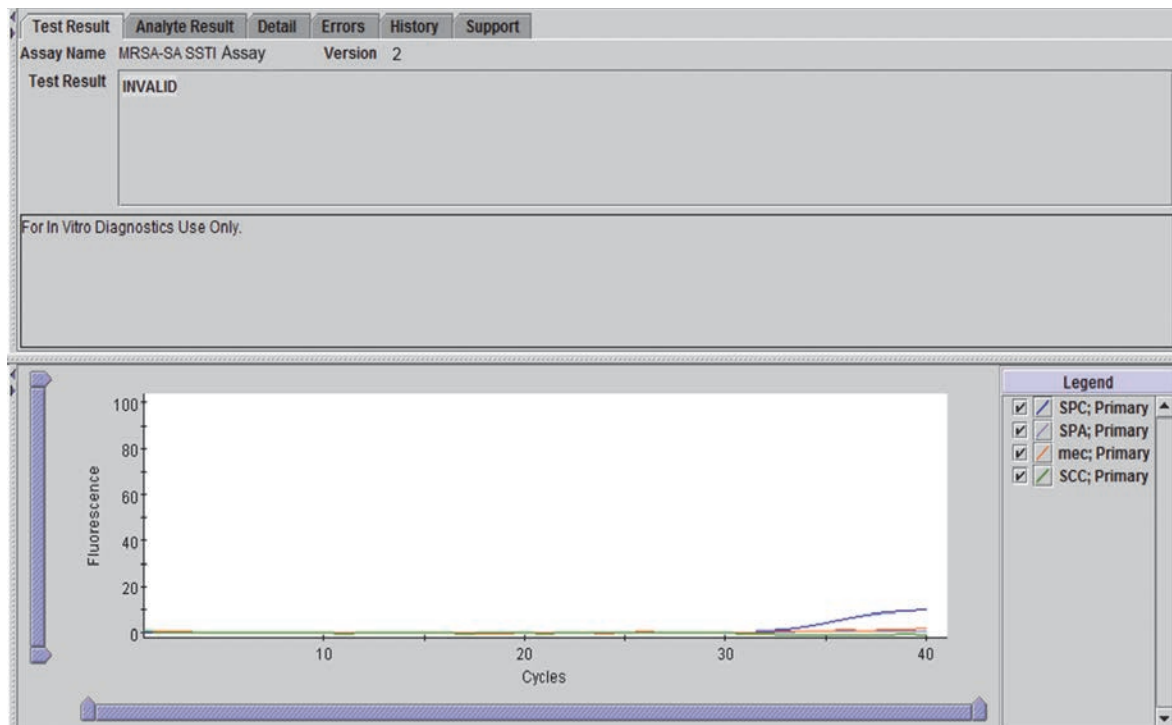 Test Result Analyte Result Detail Errors History Support
Assay Name MRSA-SA SSTI Assay Version 2
Test Result INVALID
For In Vitro Diagnostics Use Only.
100
80
60
40
20
0
Fluorescence
10 20 30 40
Cycles
Legend
SPC; Primary
SPA; Primary
mec; Primary
SCC; Primary